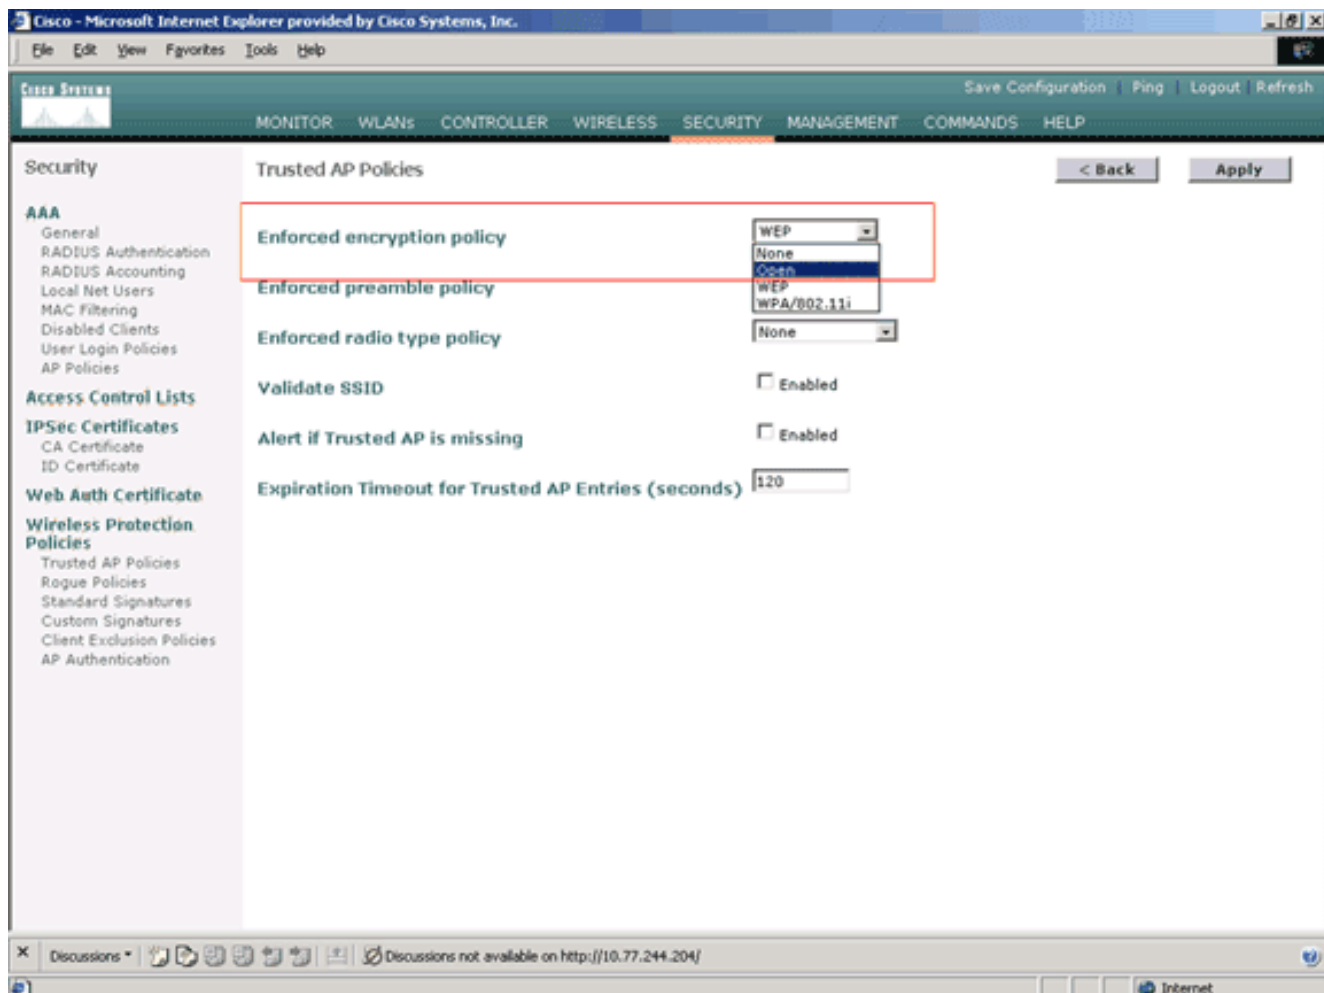 Cisco - Microsoft Internet Explorer provided by Cisco Systems, Inc.
File Edit View Favorites Tools Help
CISCO SYSTEMS
Save Configuration | Ping | Logout | Refresh
MONITOR WLANs CONTROLLER WIRELESS SECURITY MANAGEMENT COMMANDS HELP
Security
AAA
General
RADIUS Authentication
RADIUS Accounting
Local Net Users
MAC Filtering
Disabled Clients
User Login Policies
AP Policies
Access Control Lists
IPSec Certificates
CA Certificate
ID Certificate
Web Auth Certificate
Wireless Protection
Policies
Trusted AP Policies
Rogue Policies
Standard Signatures
Custom Signatures
Client Exclusion Policies
AP Authentication
Trusted AP Policies
< Back Apply
Enforced encryption policy WEP
None
Open
WEP
WPA/802.11i
Enforced preamble policy
Enforced radio type policy None
Validate SSID Enabled
Alert if Trusted AP is missing Enabled
Expiration Timeout for Trusted AP Entries (seconds) 120
Discussions Discussions not available on http://10.77.244.204/
Internet